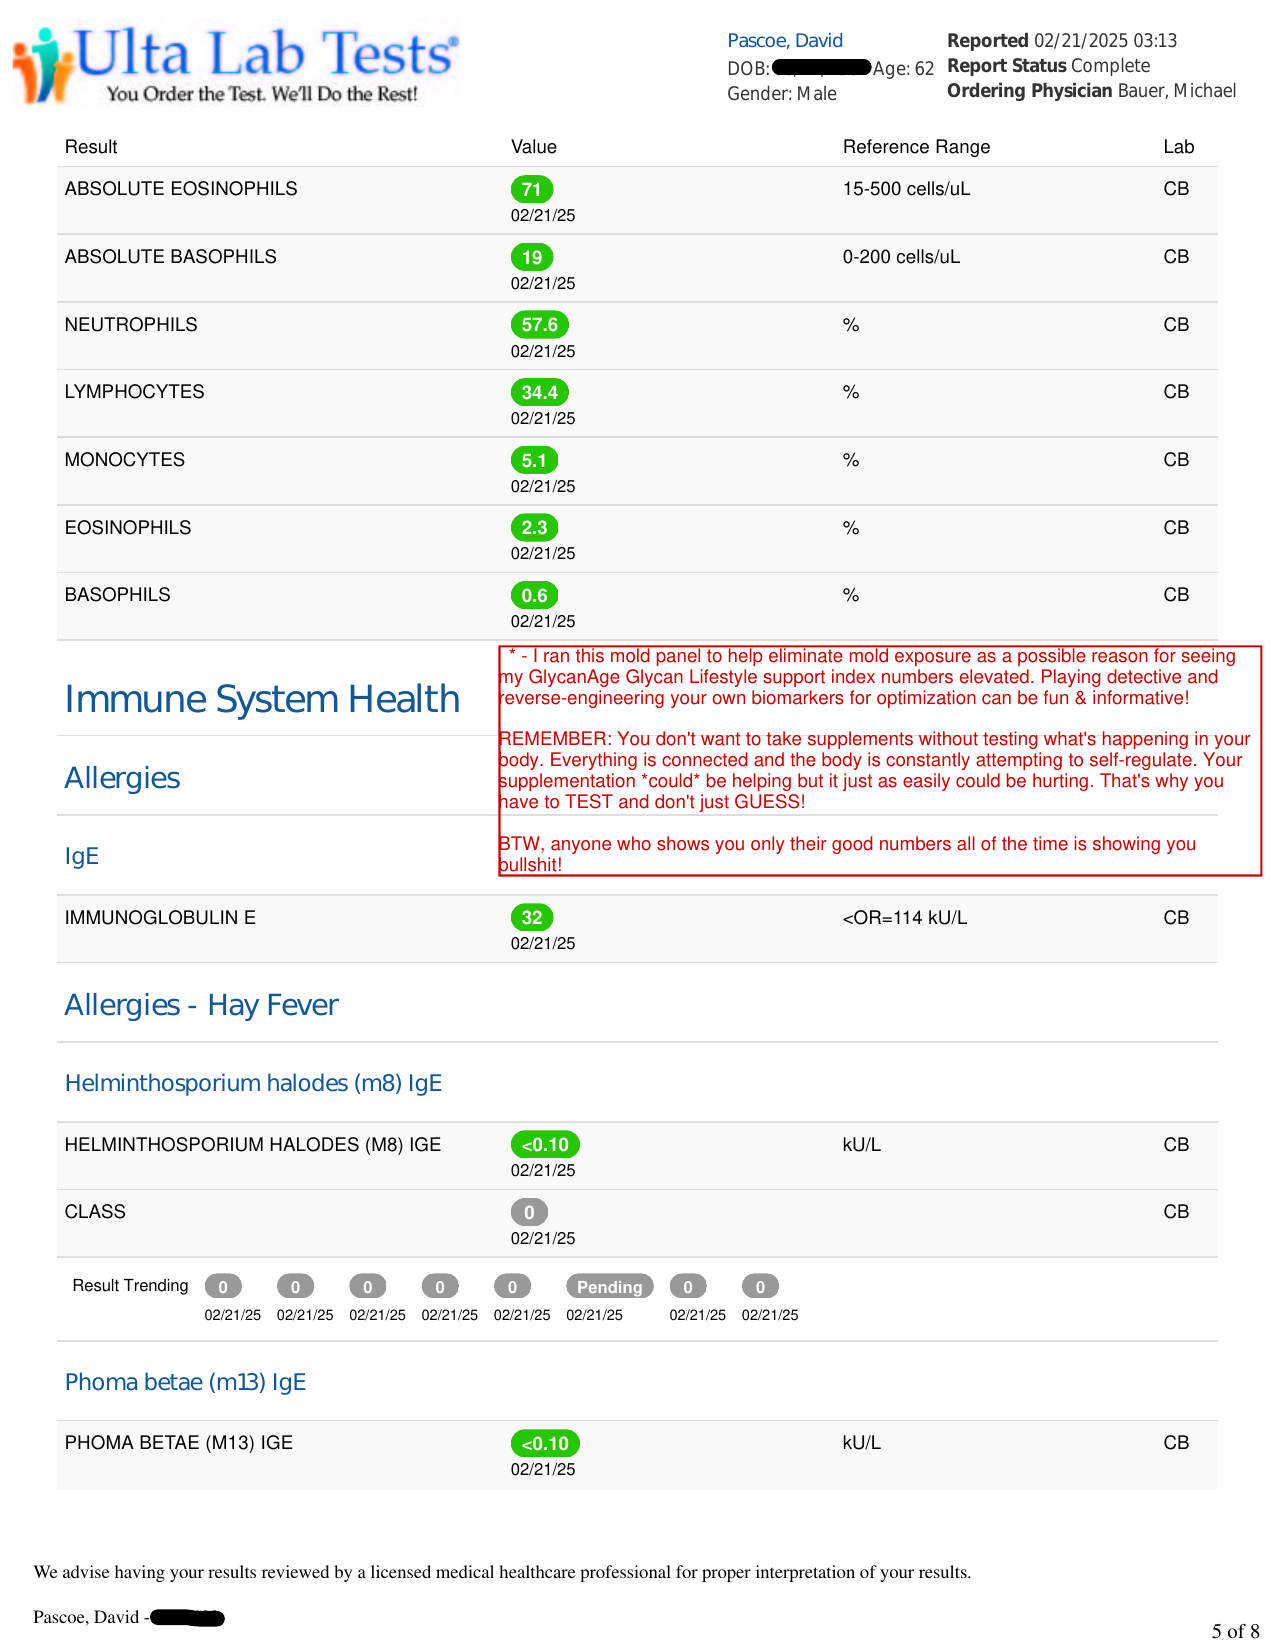 Ulta Lab Tests®
You Order the Test. We'll Do the Rest!
Pascoe, David
DOB: Age: 62
Gender: Male
Reported 02/21/2025 03:13
Report Status Complete
Ordering Physician Bauer, Michael
Result Value Reference Range Lab
ABSOLUTE EOSINOPHILS 71 15-500 cells/uL CB
02/21/25
ABSOLUTE BASOPHILS 19 0-200 cells/uL CB
02/21/25
NEUTROPHILS 57.6 % CB
02/21/25
LYMPHOCYTES 34.4 % CB
02/21/25
MONOCYTES 5.1 % CB
02/21/25
EOSINOPHILS 2.3 % CB
02/21/25
BASOPHILS 0.6 % CB
02/21/25
* - I ran this mold panel to help eliminate mold exposure as a possible reason for seeing
my GlycanAge Glycan Lifestyle support index numbers elevated. Playing detective and
reverse-engineering your own biomarkers for optimization can be fun & informative!
REMEMBER: You don't want to take supplements without testing what's happening in your
body. Everything is connected and the body is constantly attempting to self-regulate. Your
supplementation *could* be helping but it just as easily could be hurting. That's why you
have to TEST and don't just GUESS!
BTW, anyone who shows you only their good numbers all of the time is showing you
bullshit!
Immune System Health
Allergies
IgE
IMMUNOGLOBULIN E 32 <OR=114 kU/L CB
02/21/25
Allergies - Hay Fever
Helminthosporium halodes (m8) IgE
HELMINTHOSPORIUM HALODES (M8) IGE <0.10 kU/L CB
02/21/25
CLASS 0 CB
02/21/25
Result Trending 0 0 0 0 0 Pending 0 0
02/21/25 02/21/25 02/21/25 02/21/25 02/21/25 02/21/25 02/21/25 02/21/25
Phoma betae (m13) IgE
PHOMA BETAE (M13) IGE <0.10 kU/L CB
02/21/25
We advise having your results reviewed by a licensed medical healthcare professional for proper interpretation of your results.
Pascoe, David -
5 of 8